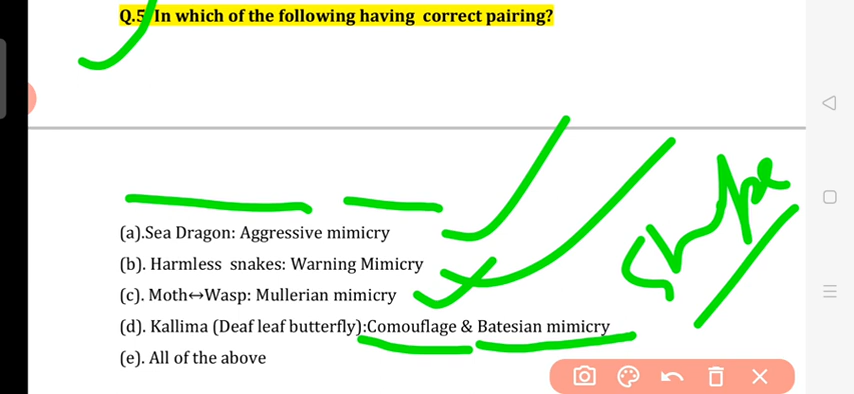 Q.5 In which of the following having correct pairing?
(a).Sea Dragon: Aggressive mimicry
(b). Harmless snakes: Warning Mimicry
(c). Moth↔Wasp: Mullerian mimicry
(d). Kallima (Deaf leaf butterfly):Comouflage & Batesian mimicry
(e). All of the above